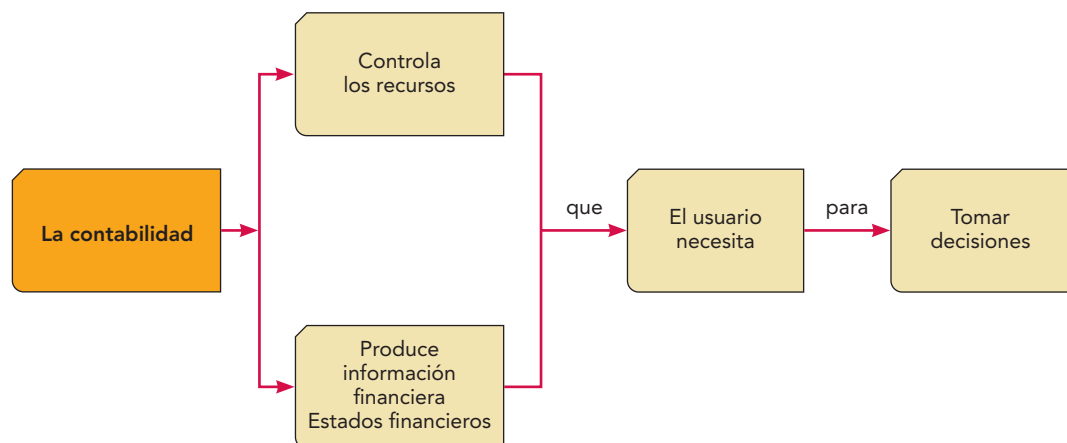 La contabilidad
Controla
los recursos
Produce
información
financiera
Estados financieros
que
El usuario
necesita
para
Tomar
decisiones